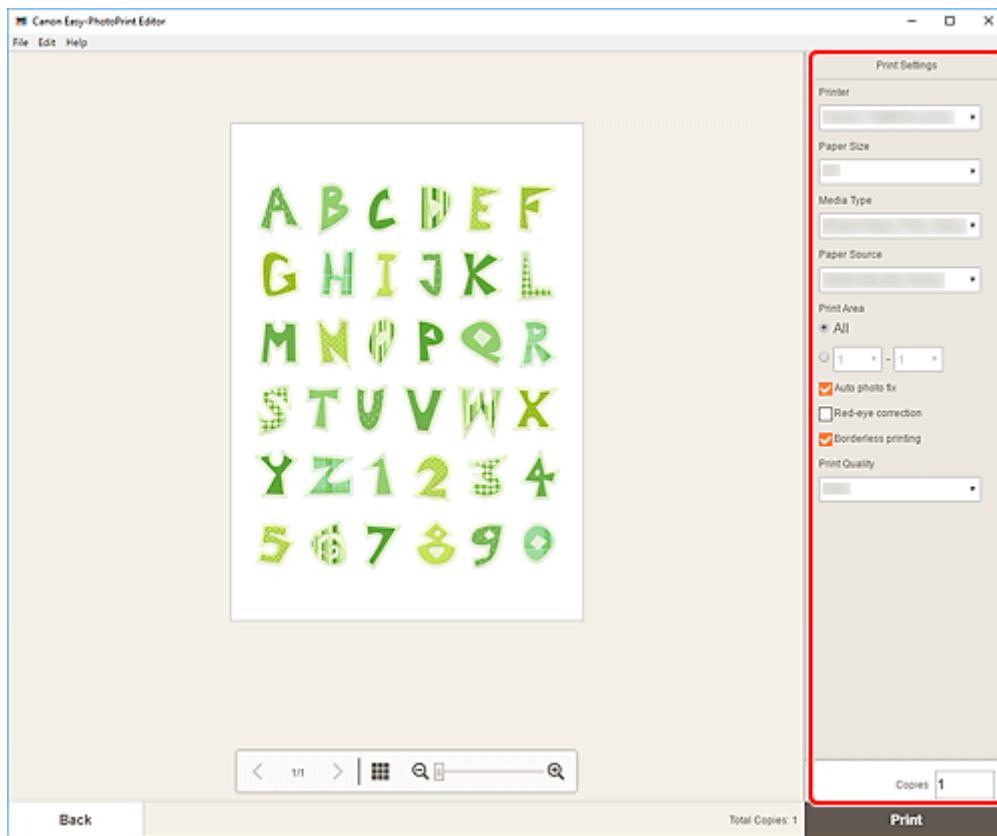 Canon Easy-PhotoPrint Editor
File Edit Help
A B C D E F
G H I J K L
M N O P Q R
S T U V W X
Y Z 1 2 3 4
5 6 7 8 9 0
1/1
Back
Total Copies: 1
Print Settings
Printer
Paper Size
Media Type
Paper Source
Print Area
All
1 - 1
Auto photo fix
Red-eye correction
Borderless printing
Print Quality
Copies 1
Print